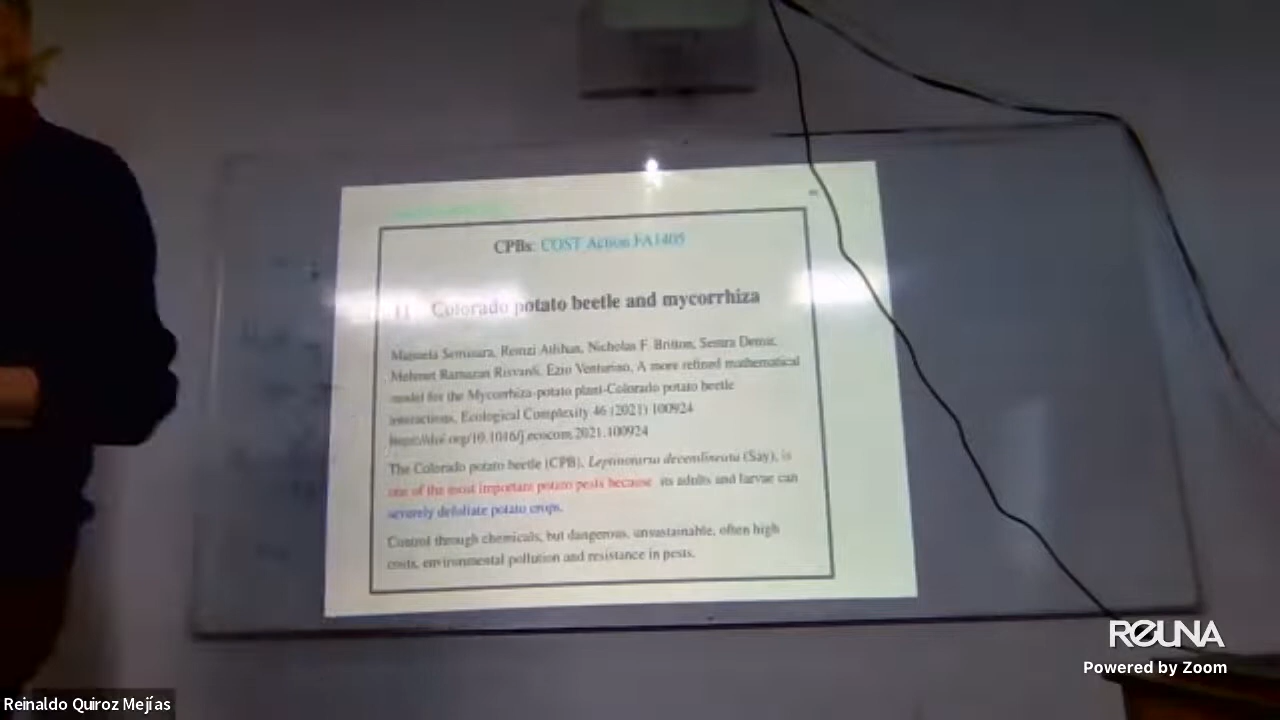 CPBs: COST Action FA1405
11 Colorado potato beetle and mycorrhiza
Manuela Remzi Atlihan, Nicholas F. Britton, Semra Demir,
Mehmet Ramazan Risvanli, Ezio Venturino, A more refined mathematical
model for the Mycorrhiza-potato plant-Colorado potato beetle
interactions, Ecological Complexity 46 (2021) 100924
https://doi.org/10.1016/j.ecocom.2021.100924
The Colorado potato beetle (CPB), Leptinotarsa decemlineata (Say), is
one of the most important potato pests because its adults and larvae can
severely defoliate potato crops.
Control through chemicals, but dangerous, unsustainable, often high
costs, environmental pollution and resistance in pests.
REUNA
Powered by Zoom
Reinaldo Quiroz Mejías